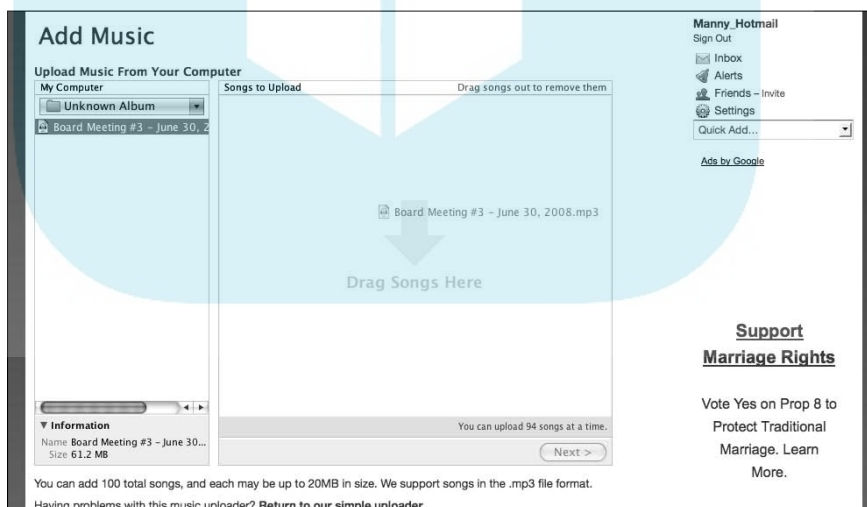 Add Music
Upload Music From Your Computer
My Computer
Unknown Album
Board Meeting #3 – June 30, 2
Songs to Upload
Drag songs out to remove them
Board Meeting #3 – June 30, 2008.mp3
Drag Songs Here
You can upload 94 songs at a time.
▼ Information
Name Board Meeting #3 – June 30...
Size 61.2 MB
Next >
You can add 100 total songs, and each may be up to 20MB in size. We support songs in the .mp3 file format.
Having problems with this music uploader? Return to our simple uploader
Manny_Hotmail
Sign Out
Inbox
Alerts
Friends – Invite
Settings
Quick Add...
Ads by Google
Support
Marriage Rights
Vote Yes on Prop 8 to
Protect Traditional
Marriage. Learn
More.